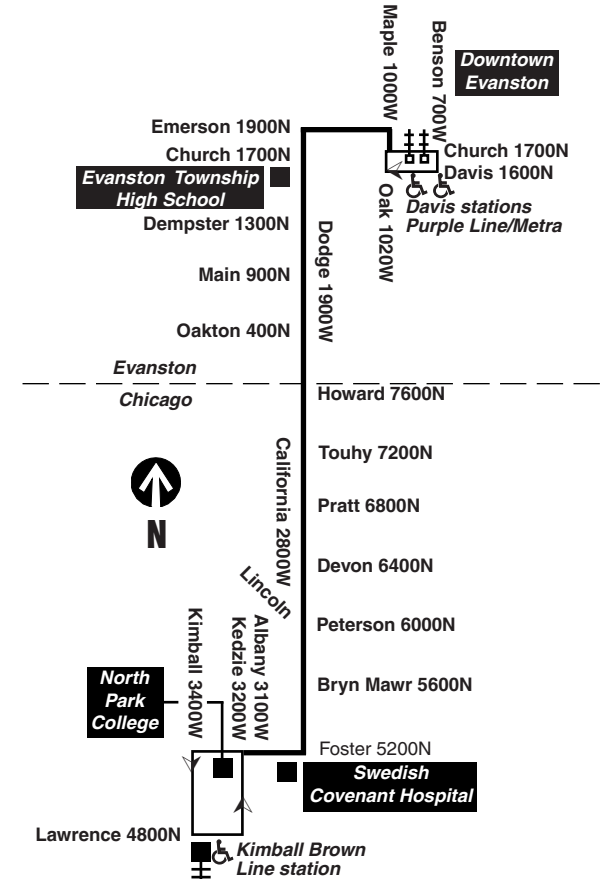 Maple 1000W
Benson 700W
Downtown
Evanston
Emerson 1900N
Church 1700N
Church 1700N
Davis 1600N
Evanston Township
High School
Oak 1020W
Davis stations
Purple Line/Metra
Dempster 1300N
Dodge 1900W
Main 900N
Oakton 400N
Evanston
Chicago
Howard 7600N
California 2800W
Touhy 7200N
N
Pratt 6800N
Devon 6400N
Lincoln
Peterson 6000N
Kimball 3400W
Kedzie 3200W
Albany 3100W
North
Park
College
Bryn Mawr 5600N
Foster 5200N
Swedish
Covenant Hospital
Lawrence 4800N
Kimball Brown
Line station